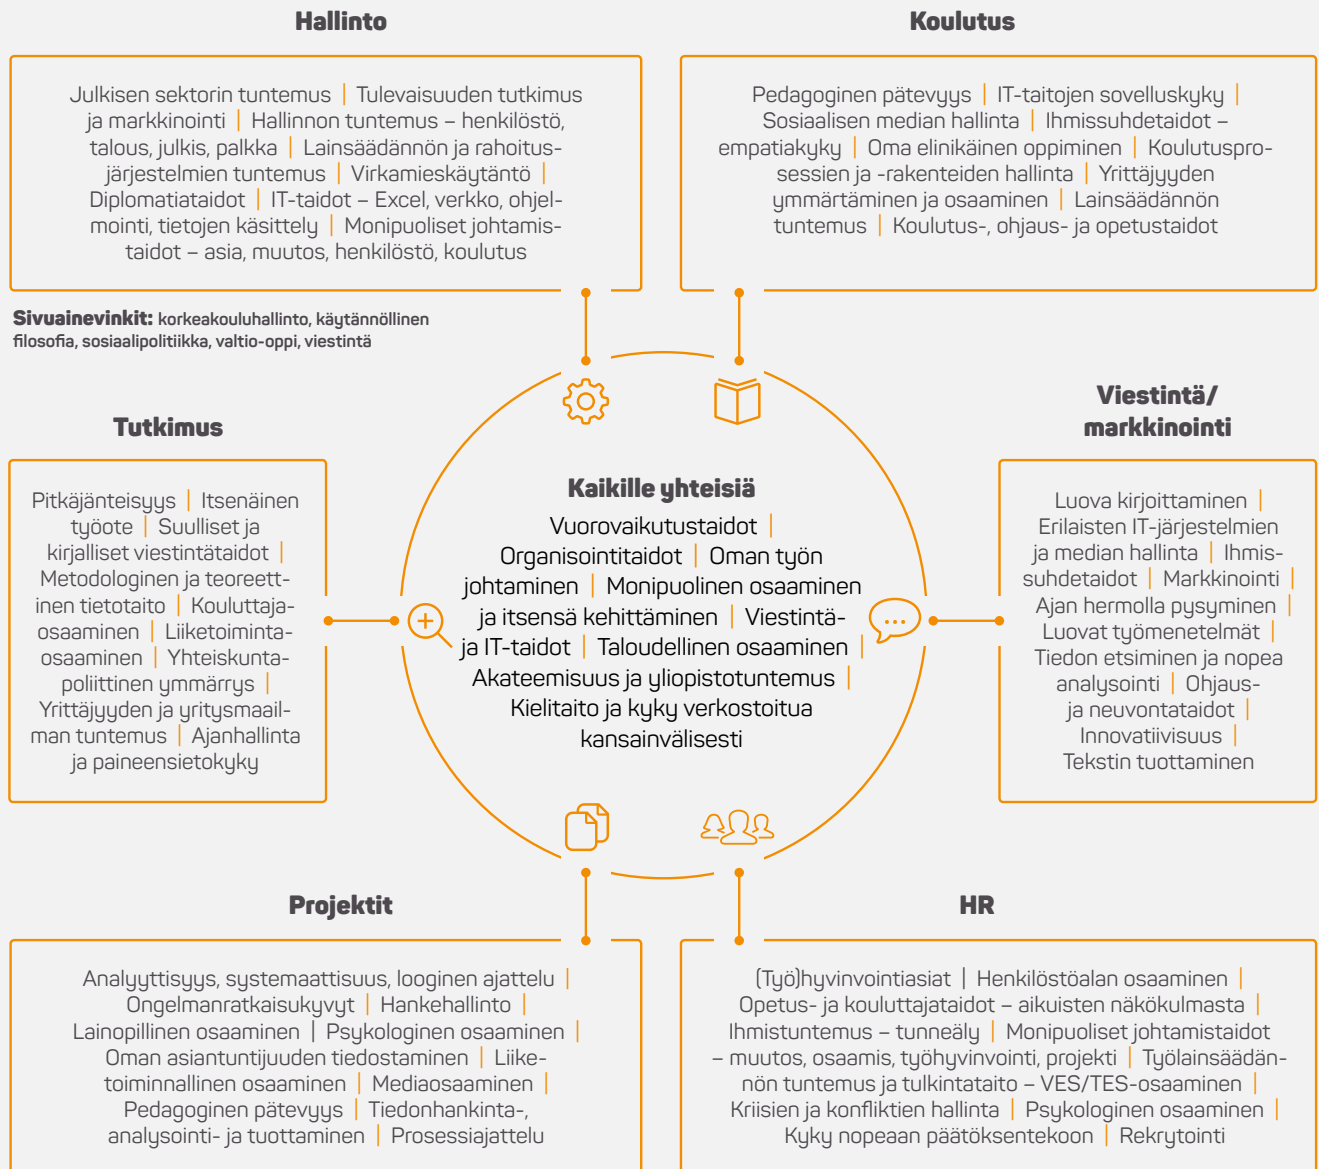 Hallinto
Julkisen sektorin tuntemus | Tulevaisuuden tutkimus
ja markkinointi | Hallinnon tuntemus – henkilöstö,
talous, julkis, palkka | Lainsäädännön ja rahoitus-
järjestelmien tuntemus | Virkamieskäytäntö |
Diplomatiataidot | IT-taidot – Excel, verkko, ohjel-
mointi, tietojen käsittely | Monipuoliset johtamis-
taidot – asia, muutos, henkilöstö, koulutus
Sivuainevinkit: korkeakouluhallinto, käytännöllinen
filosofia, sosiaalipolitiikka, valtio-oppi, viestintä
Koulutus
Pedagoginen pätevyys | IT-taitojen sovelluskyky |
Sosiaalisen median hallinta | Ihmissuhdetaidot –
empatiakyky | Oma elinikäinen oppiminen | Koulutuspro-
sessien ja -rakenteiden hallinta | Yrittäjyyden
ymmärtäminen ja osaaminen | Lainsäädännön
tuntemus | Koulutus-, ohjaus- ja opetustaidot
Tutkimus
Pitkäjänteisyys | Itsenäinen
työote | Suulliset ja
kirjalliset viestintätaidot |
Metodologinen ja teoreett-
inen tietotaito | Kouluttaja-
osaaminen | Liiketoiminta-
osaaminen | Yhteiskunta-
poliittinen ymmärrys |
Yrittäjyyden ja yritysmaail-
man tuntemus | Ajanhallinta
ja paineensietokyky
Kaikille yhteisiä
Vuorovaikutustaidot |
Organisointitaidot | Oman työn
johtaminen | Monipuolinen osaaminen
ja itsensä kehittäminen | Viestintä-
ja IT-taidot | Taloudellinen osaaminen |
Akateemisuus ja yliopistotuntemus |
Kielitaito ja kyky verkostoitua
kansainvälisesti
Viestintä/
markkinointi
Luova kirjoittaminen |
Erilaisten IT-järjestelmien
ja median hallinta | Ihmis-
suhdetaidot | Markkinointi |
Ajan hermolla pysyminen |
Luovat työmenetelmät |
Tiedon etsiminen ja nopea
analysointi | Ohjaus-
ja neuvontataidot |
Innovatiivisuus |
Tekstin tuottaminen
Projektit
Analyyttisyys, systemaattisuus, looginen ajattelu |
Ongelmanratkaisukyvyt | Hankehallinto |
Lainopillinen osaaminen | Psykologinen osaaminen |
Oman asiantuntijuuden tiedostaminen | Liike-
toiminnallinen osaaminen | Mediaosaaminen |
Pedagoginen pätevyys | Tiedonhankinta-,
analysointi- ja tuottaminen | Prosessiajattelu
HR
(Työ)hyvinvointiasiat | Henkilöstöalan osaaminen |
Opetus- ja kouluttajataidot – aikuisten näkökulmasta |
Ihmistuntemus – tunneäly | Monipuoliset johtamistaidot
– muutos, osaamis, työhyvinvointi, projekti | Työlainsäädän-
nön tuntemus ja tulkintataito – VES/TES-osaaminen |
Kriisien ja konfliktien hallinta | Psykologinen osaaminen |
Kyky nopeaan päätöksentekoon | Rekrytointi